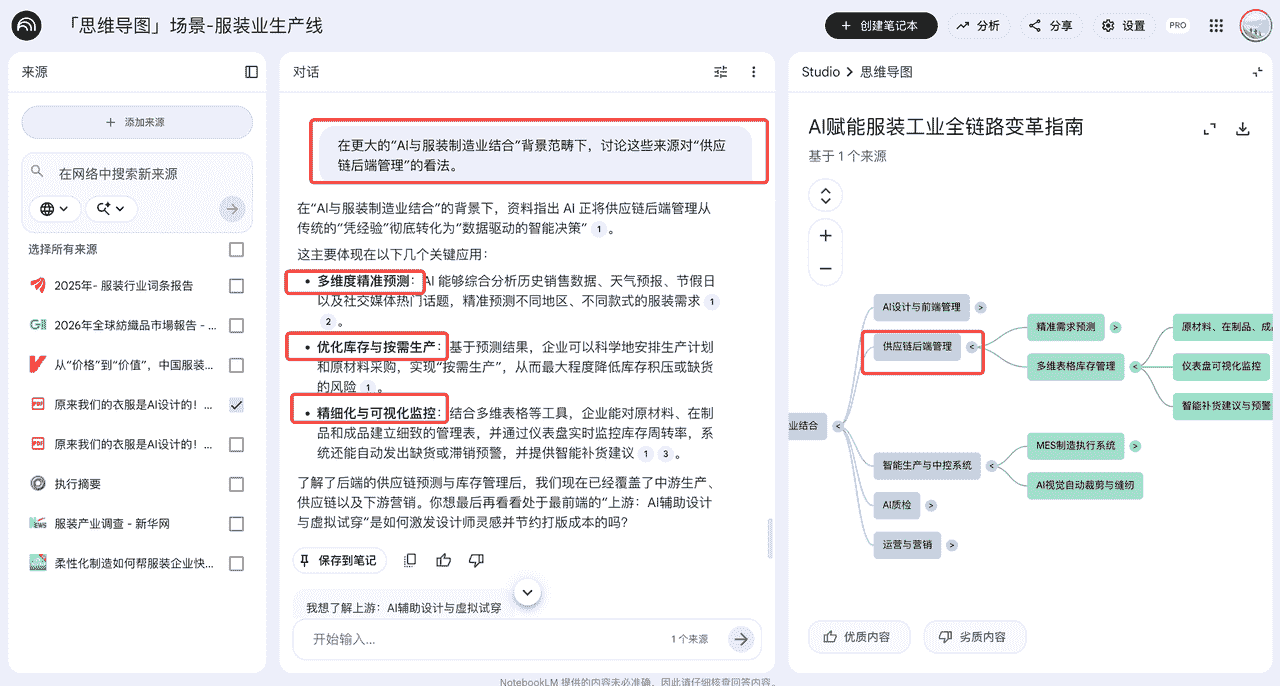 「思维导图」场景-服装业生产线
创建笔记本
分析
分享
设置
PRO
来源
添加来源
在网络中搜索新来源
选择所有来源
2025年- 服装行业词条报告
2026年全球紡織品市場報告 - ...
从“价格”到“价值”，中国服装...
原来我们的衣服是AI设计的！...
原来我们的衣服是AI设计的！...
执行摘要
服装产业调查 - 新华网
柔性化制造如何帮服装企业快...
对话
在更大的“AI与服装制造业结合”背景范畴下，讨论这些来源对“供应
链后端管理”的看法。
在“AI与服装制造业结合”的背景下，资料指出 AI 正将供应链后端管理从
传统的“凭经验”彻底转化为“数据驱动的智能决策” 1 。
这主要体现在以下几个关键应用：
• 多维度精准预测：AI 能够综合分析历史销售数据、天气预报、节假日
以及社交媒体热门话题，精准预测不同地区、不同款式的服装需求 1
2 。
• 优化库存与按需生产：基于预测结果，企业可以科学地安排生产计划
和原材料采购，实现“按需生产”，从而最大程度降低库存积压或缺货
的风险 1 。
• 精细化与可视化监控：结合多维表格等工具，企业能对原材料、在制
品和成品建立细致的管理表，并通过仪表盘实时监控库存周转率，系
统还能自动发出缺货或滞销预警，并提供智能补货建议 1 3 。
了解了后端的供应链预测与库存管理后，我们现在已经覆盖了中游生产、
供应链以及下游营销。你想最后再看看处于最前端的“上游：AI辅助设计
与虚拟试穿”是如何激发设计师灵感并节约打版成本的吗？
保存到笔记
我想了解上游：AI辅助设计与虚拟试穿
开始输入...
1 个来源
NotebookLM 提供的内容未必准确，因此请仔细核查回答内容。
Studio > 思维导图
AI赋能服装工业全链路变革指南
基于 1 个来源
AI设计与前端管理
供应链后端管理
精准需求预测
多维表格库存管理
原材料、在制品、成
仪表盘可视化监控
智能补货建议与预警
业结合
智能生产与中控系统
MES制造执行系统
AI视觉自动裁剪与缝纫
AI质检
运营与营销
优质内容
劣质内容